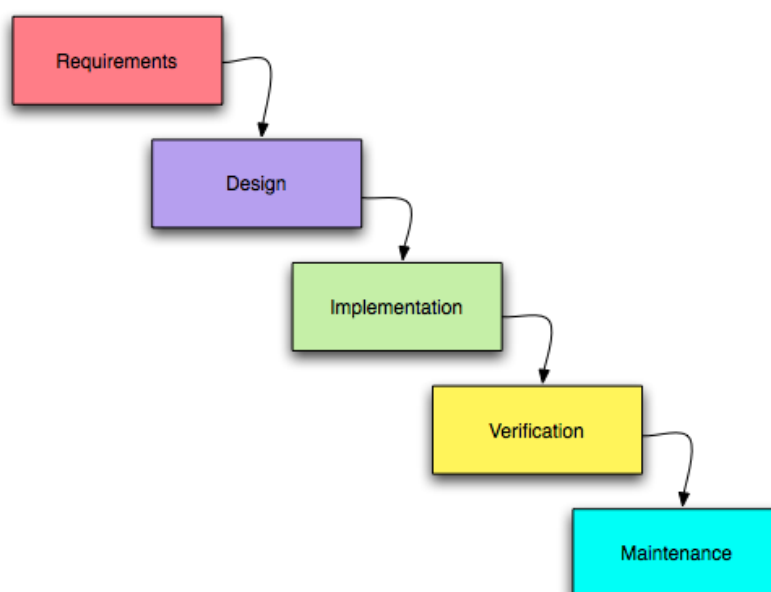 Requirements
Design
Implementation
Verification
Maintenance